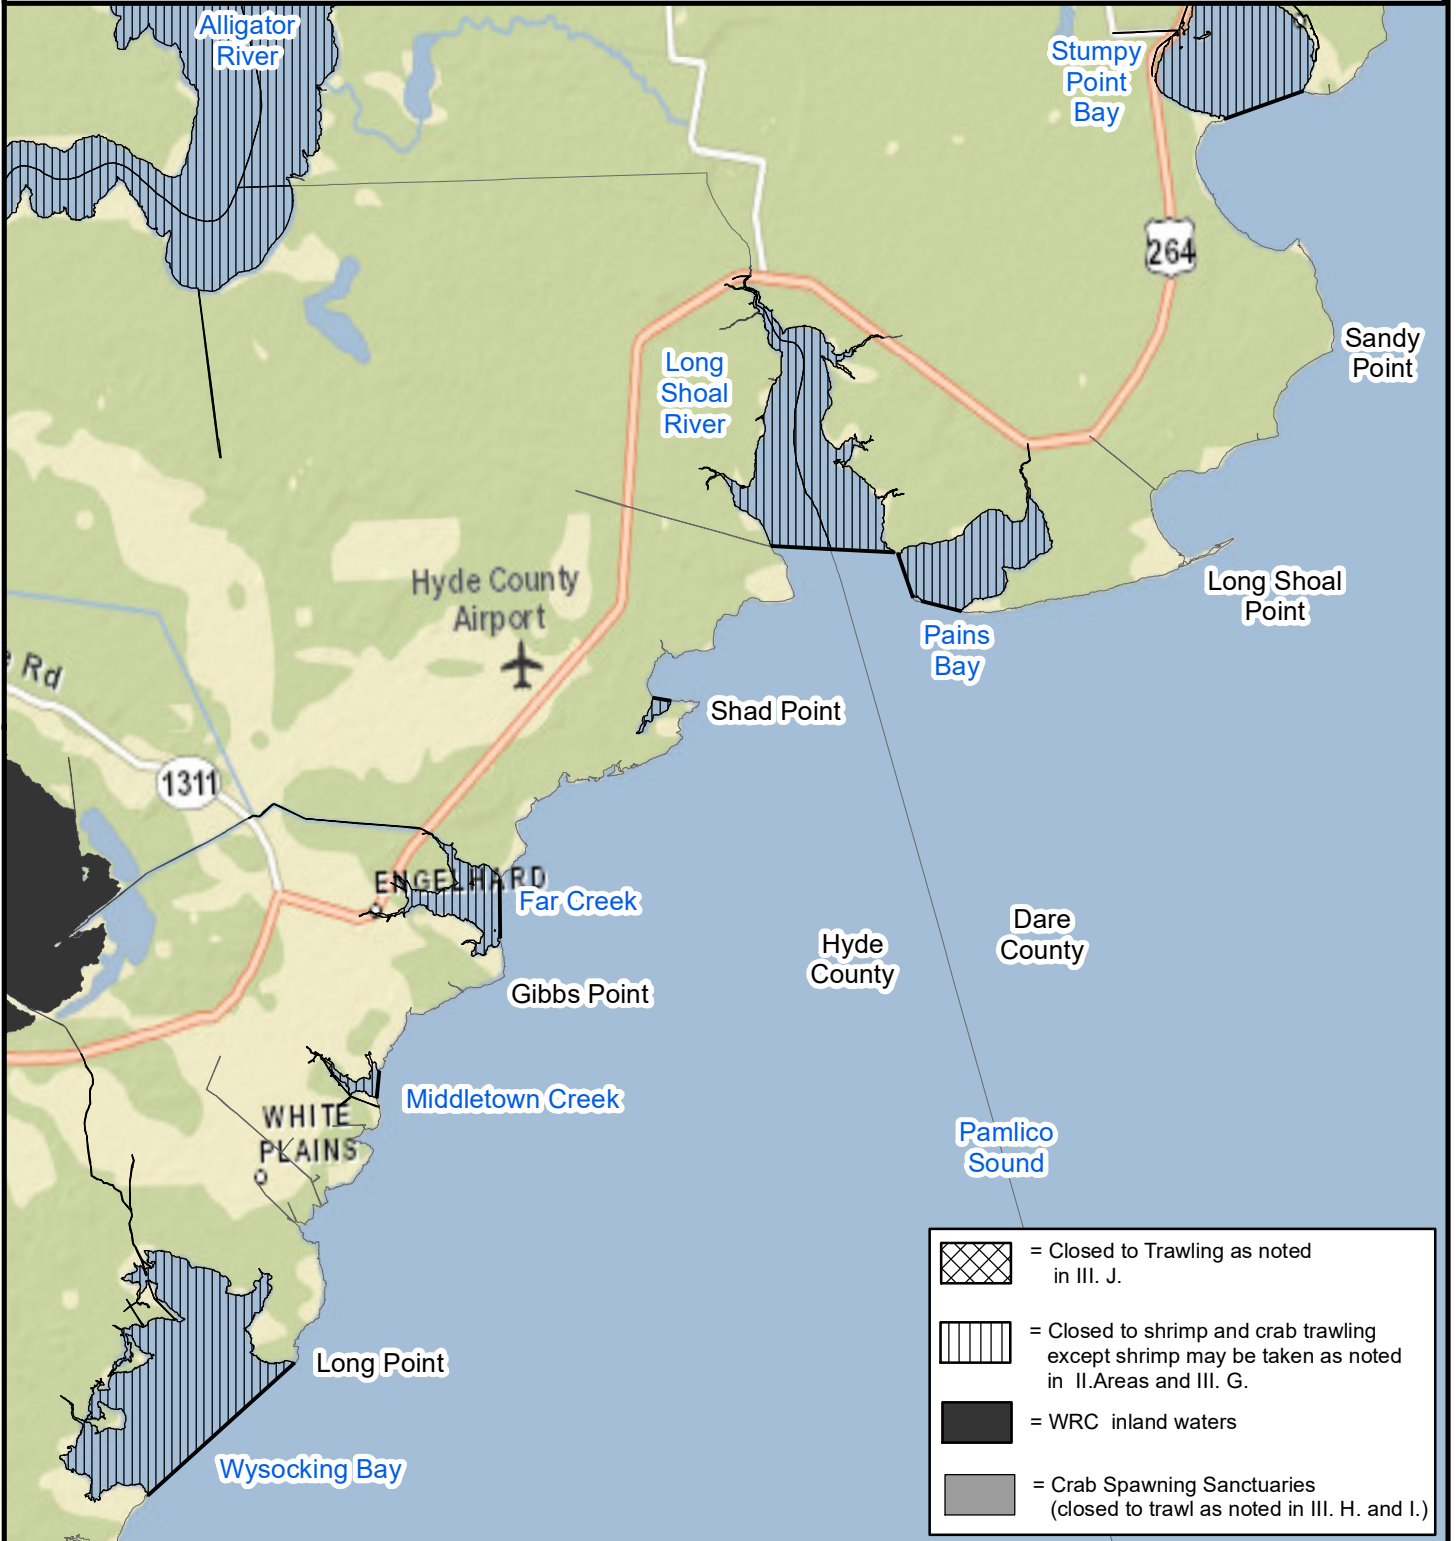 Alligator
River
Stumpy
Point
Bay
264
Sandy
Point
Long
Shoal
River
Hyde County
Airport
Long Shoal
Point
Pains
Bay
Rd
Shad Point
1311
ENGELHARD
Far Creek
Hyde
County
Dare
County
Gibbs Point
Middletown Creek
WHITE
PLAINS
Pamlico
Sound
Long Point
Wysocking Bay
= Closed to Trawling as noted
in III. J.
= Closed to shrimp and crab trawling
except shrimp may be taken as noted
in II.Areas and III. G.
= WRC inland waters
= Crab Spawning Sanctuaries
(closed to trawl as noted in III. H. and I.)